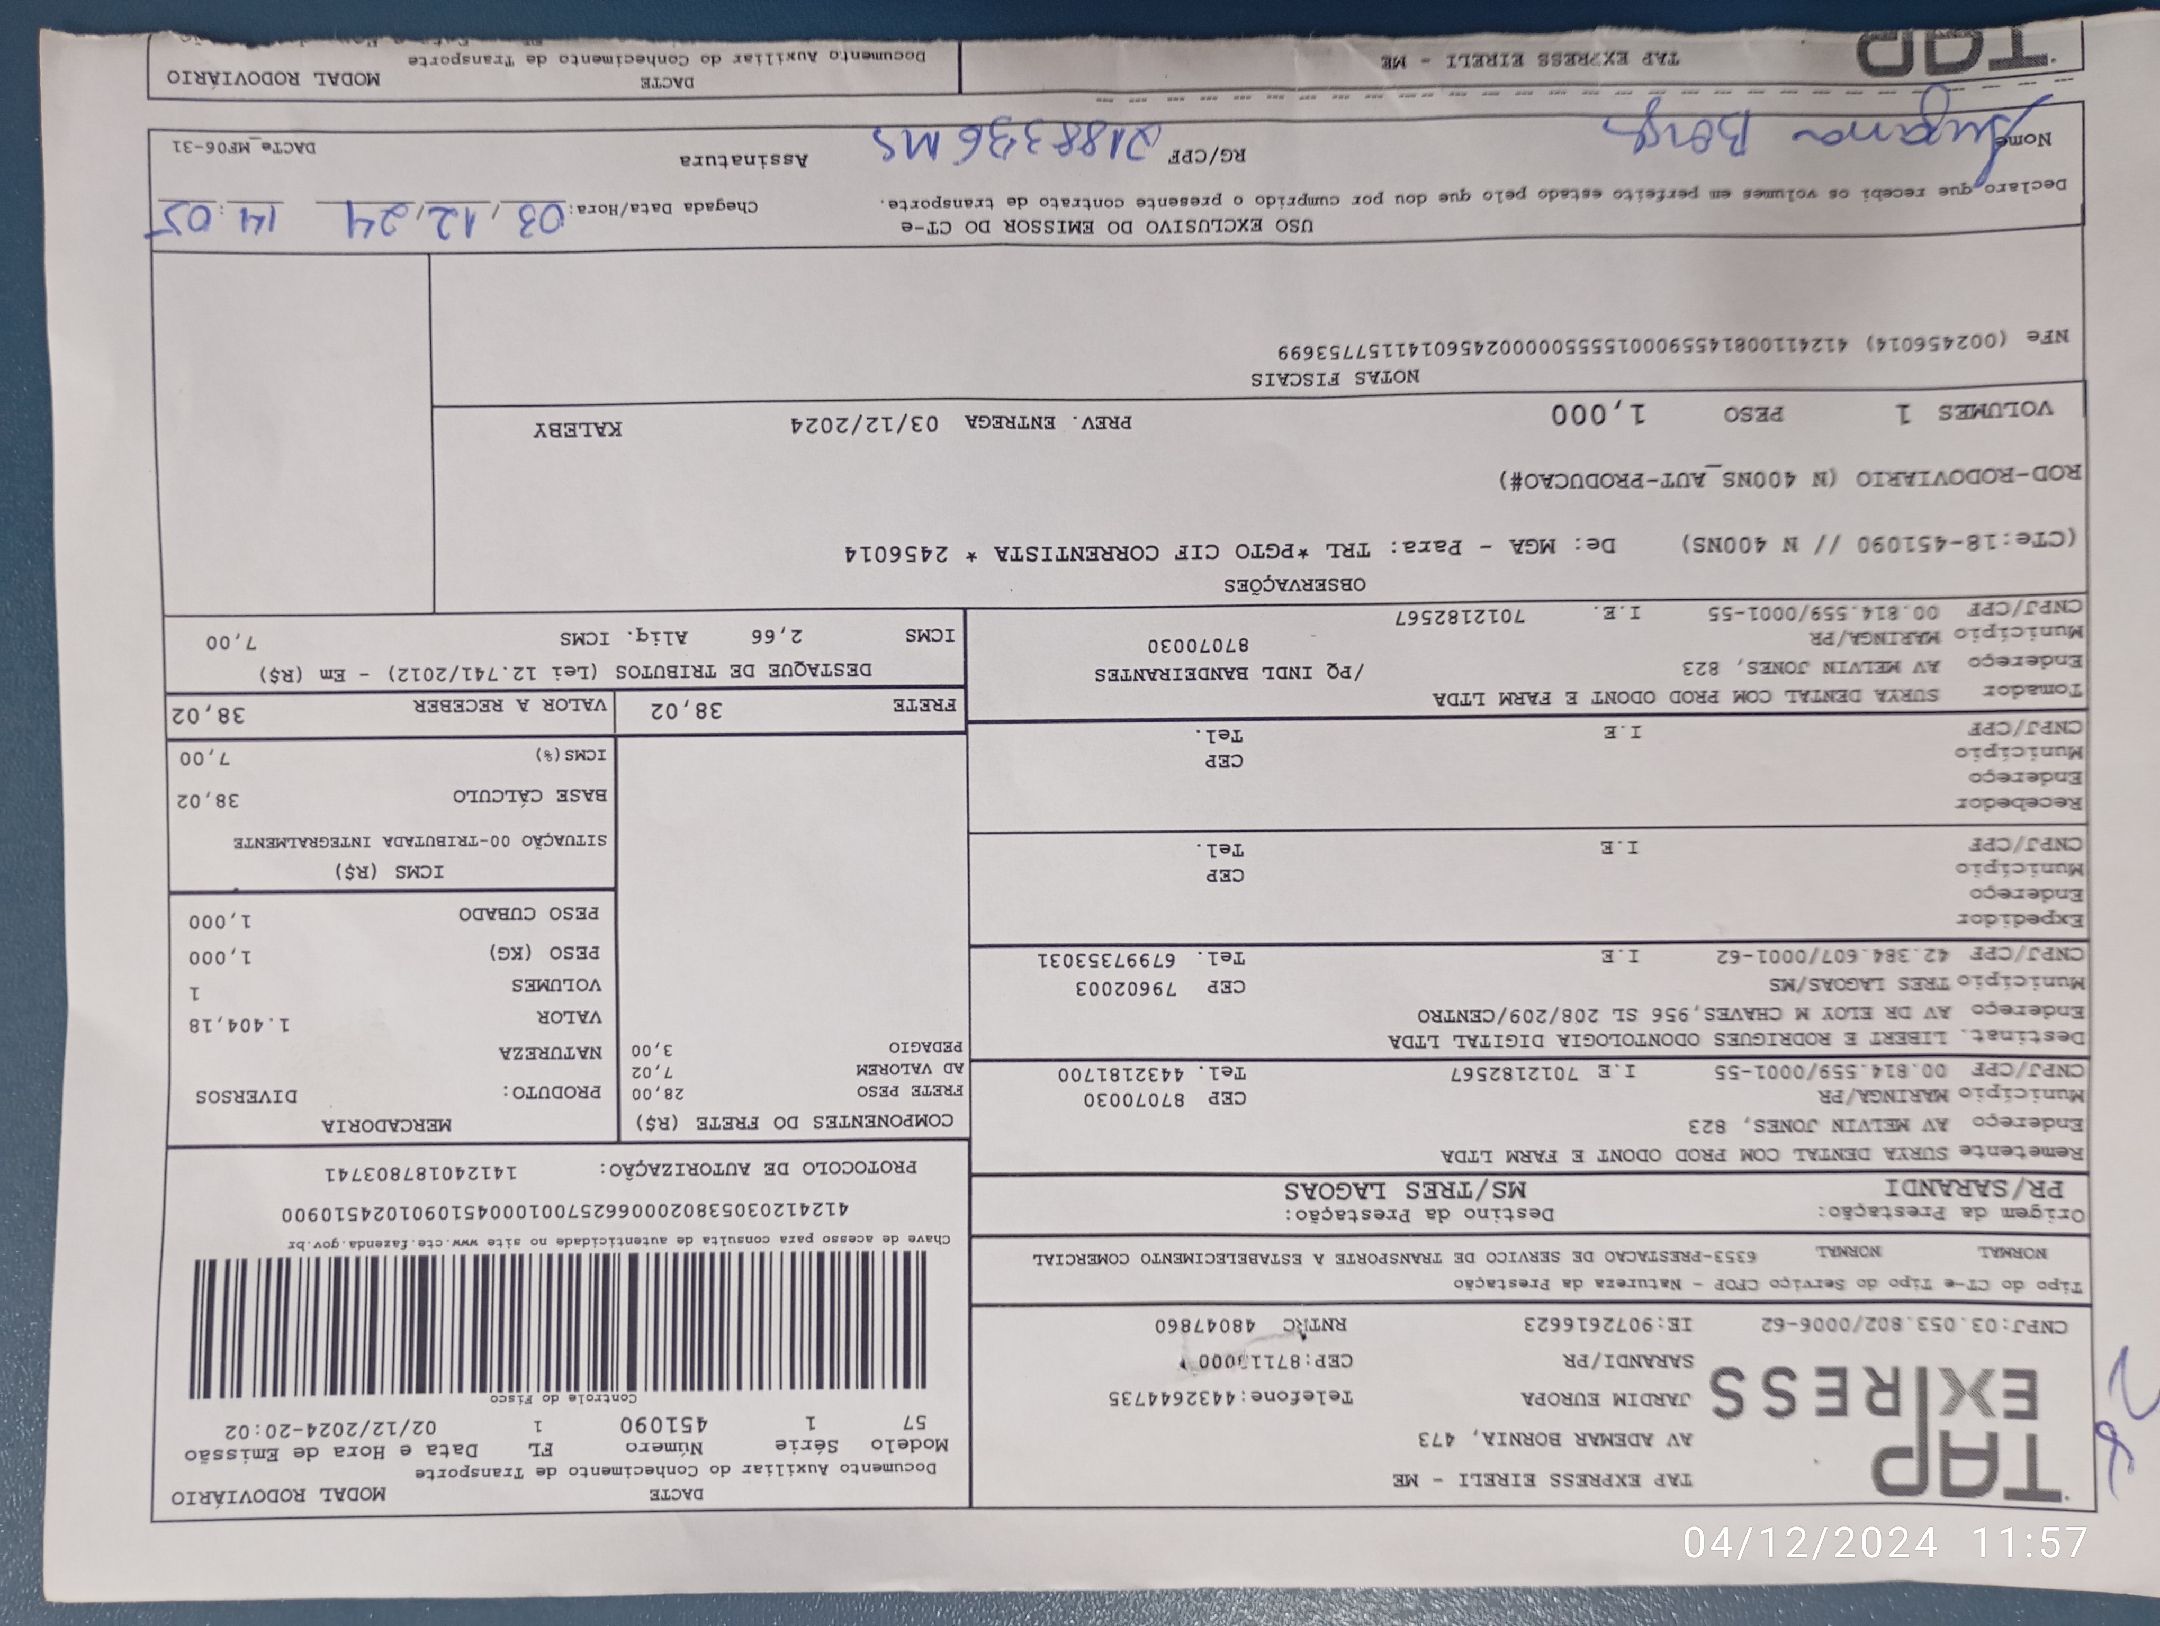 04/12/2024 11:57
TAP EXPRESS
TAP EXPRESS EIRELI - ME
AV ADEMAR BORNIA, 473
JARDIM EUROPA Telefone:4432644735
SARANDI/PR
CNPJ:03.053.802/0006-62 IE:9072616623 RNTRC 48047860
DACTE MODAL RODOVIÁRIO
Documento Auxiliar do Conhecimento de Transporte
Modelo Série Número FL Data e Hora de Emissão
57 1 451090 1 02/12/2024-20:02
Controle do Fisco
Chave de acesso para consulta de autenticidade no site www.cte.fazenda.gov.br
41241203053802000662570010004510901024510900
PROTOCOLO DE AUTORIZAÇÃO: 141240187803741
Tipo do CT-e Tipo do Serviço CFOP - Natureza da Prestação
NORMAL NORMAL 6353-PRESTACAO DE SERVICO DE TRANSPORTE A ESTABELECIMENTO COMERCIAL
Origem da Prestação: Destino da Prestação:
PR/SARANDI MS/TRES LAGOAS
Remetente SURYA DENTAL COM PROD ODONT E FARM LTDA
Endereço AV MELVIN JONES, 823
Município MARINGA/PR CEP 87070030
CNPJ/CPF 00.814.559/0001-55 I.E 7012182567 Tel. 4432181700
Destinat. LIBERT E RODRIGUES ODONTOLOGIA DIGITAL LTDA
Endereço AV DR ELOY M CHAVES,956 SL 208/209/CENTRO
Município TRES LAGOAS/MS CEP 79602003
CNPJ/CPF 42.384.607/0001-62 I.E Tel. 67997353031
Expedidor
Endereço
Município CEP
CNPJ/CPF I.E Tel.
Recebedor
Endereço
Município CEP
CNPJ/CPF I.E Tel.
Tomador SURYA DENTAL COM PROD ODONT E FARM LTDA
Endereço AV MELVIN JONES, 823 /PQ INDL BANDEIRANTES
Município MARINGA/PR 87070030
CNPJ/CPF 00.814.559/0001-55 I.E. 7012182567
COMPONENTES DO FRETE (R$)
FRETE PESO 28,00
AD VALOREM 7,02
PEDAGIO 3,00
MERCADORIA
PRODUTO: DIVERSOS
NATUREZA
VALOR 1.404,18
VOLUMES 1
PESO (KG) 1,000
PESO CUBADO 1,000
ICMS (R$)
SITUAÇÃO 00-TRIBUTADA INTEGRALMENTE
BASE CÁLCULO 38,02
ICMS(%) 7,00
FRETE 38,02 VALOR A RECEBER 38,02
DESTAQUE DE TRIBUTOS (Lei 12.741/2012) - Em (R$)
ICMS 2,66 Aliq. ICMS 7,00
OBSERVAÇÕES
(CTe:18-451090 // N 400NS) De: MGA - Para: TRL *PGTO CIF CORRENTISTA * 2456014
ROD-RODOVIARIO (N 400NS_AUT-PRODUCAO#)
VOLUMES 1 PESO 1,000 PREV. ENTREGA 03/12/2024 KALEBY
NOTAS FISCAIS
NFe (002456014) 41241100814559000155550000024560141157753699
USO EXCLUSIVO DO EMISSOR DO CT-e
Declaro que recebi os volumes em perfeito estado pelo que dou por cumprido o presente contrato de transporte. Chegada Data/Hora: 03/12/24 14:05
Nome RG/CPF 2188336 MS Assinatura DACTe_MF06-31
TAP
TAP EXPRESS EIRELI - ME
DACTE MODAL RODOVIÁRIO
Documento Auxiliar do Conhecimento de Transporte